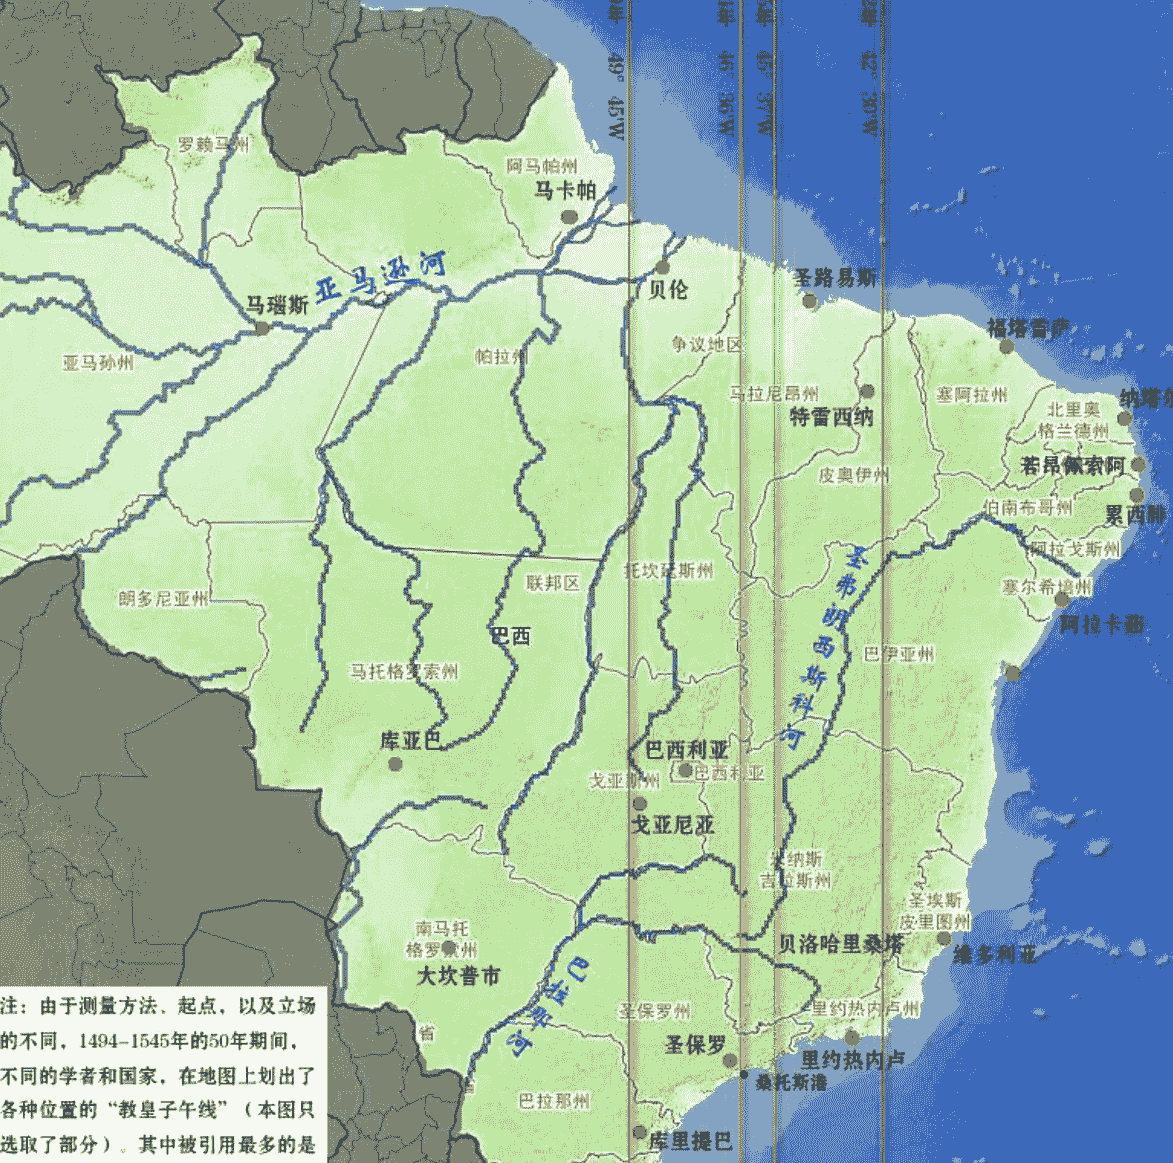 49° 45'W
46° 36'W
45° 37'W
42° 30'W
罗赖马州
阿马帕州
马卡帕
亚马逊河
贝伦
圣路易斯
马瑙斯
福塔雷萨
争议地区
帕拉州
亚马孙州
马拉尼昂州
塞阿拉州
纳塔尔
特雷西纳
北里奥
格兰德州
若昂佩索阿
皮奥伊州
伯南布哥州
累西腓
阿拉戈斯州
圣弗朗西斯科河
托坎廷斯州
联邦区
塞尔希培州
朗多尼亚州
阿拉卡茹
巴西
巴伊亚州
马托格罗索州
库亚巴
巴西利亚
巴西利亚
戈亚斯州
戈亚尼亚
米纳斯
吉拉斯州
圣埃斯
皮里图州
南马托
格罗索州
贝洛哈里桑塔
维多利亚
大坎普市
巴拉那河
圣保罗州
里约热内卢州
省
圣保罗
里约热内卢
桑托斯港
巴拉那州
库里提巴
注：由于测量方法、起点，以及立场
的不同，1494-1545年的50年期间，
不同的学者和国家，在地图上划出了
各种位置的“教皇子午线”（本图只
选取了部分）。其中被引用最多的是